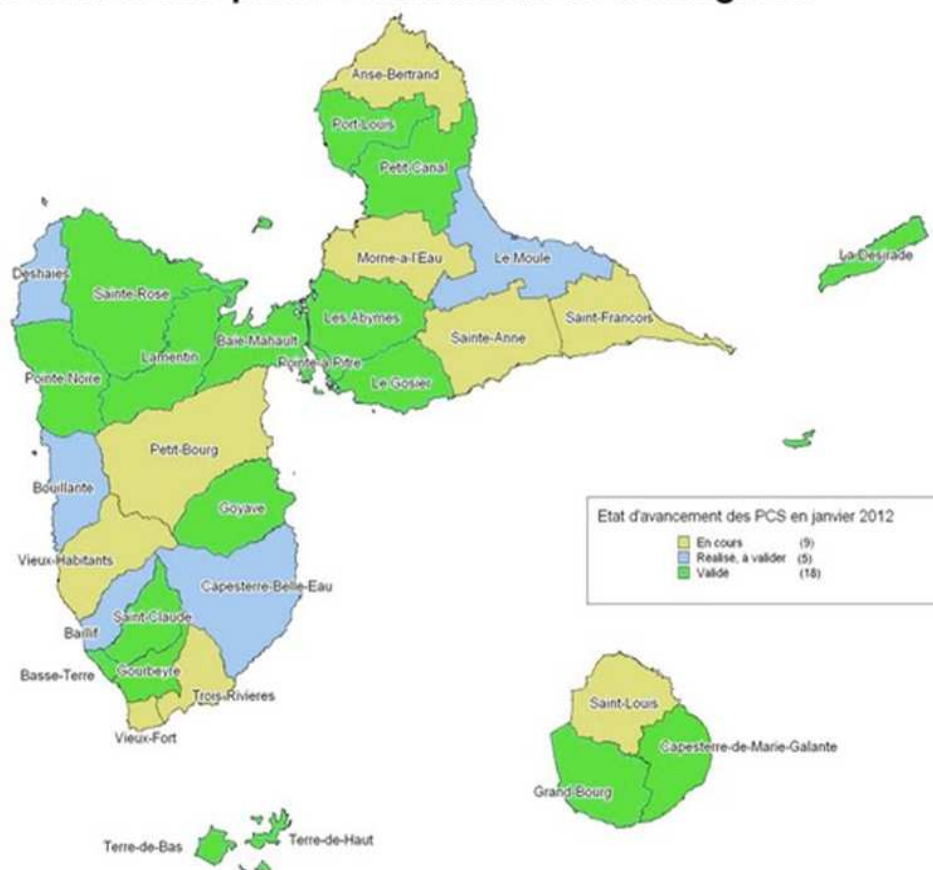 Anse-Bertrand
Port-Louis
Petit-Canal
Morne-a-l'Eau
Le Moule
La Desirade
Deshaies
Sainte-Rose
Les Abymes
Saint-Francois
Sainte-Anne
Baie-Mahault
Lamentin
Pointe-a-Pitre
Pointe-Noire
Le Gosier
Petit-Bourg
Bouillante
Goyave
Etat d'avancement des PCS en janvier 2012
En cours (9)
Réalisé, à valider (5)
Validé (18)
Vieux-Habitants
Capesterre-Belle-Eau
Saint-Claude
Baillif
Basse-Terre
Gourbeyre
Trois-Rivieres
Vieux-Fort
Saint-Louis
Capesterre-de-Marie-Galante
Grand-Bourg
Terre-de-Bas
Terre-de-Haut